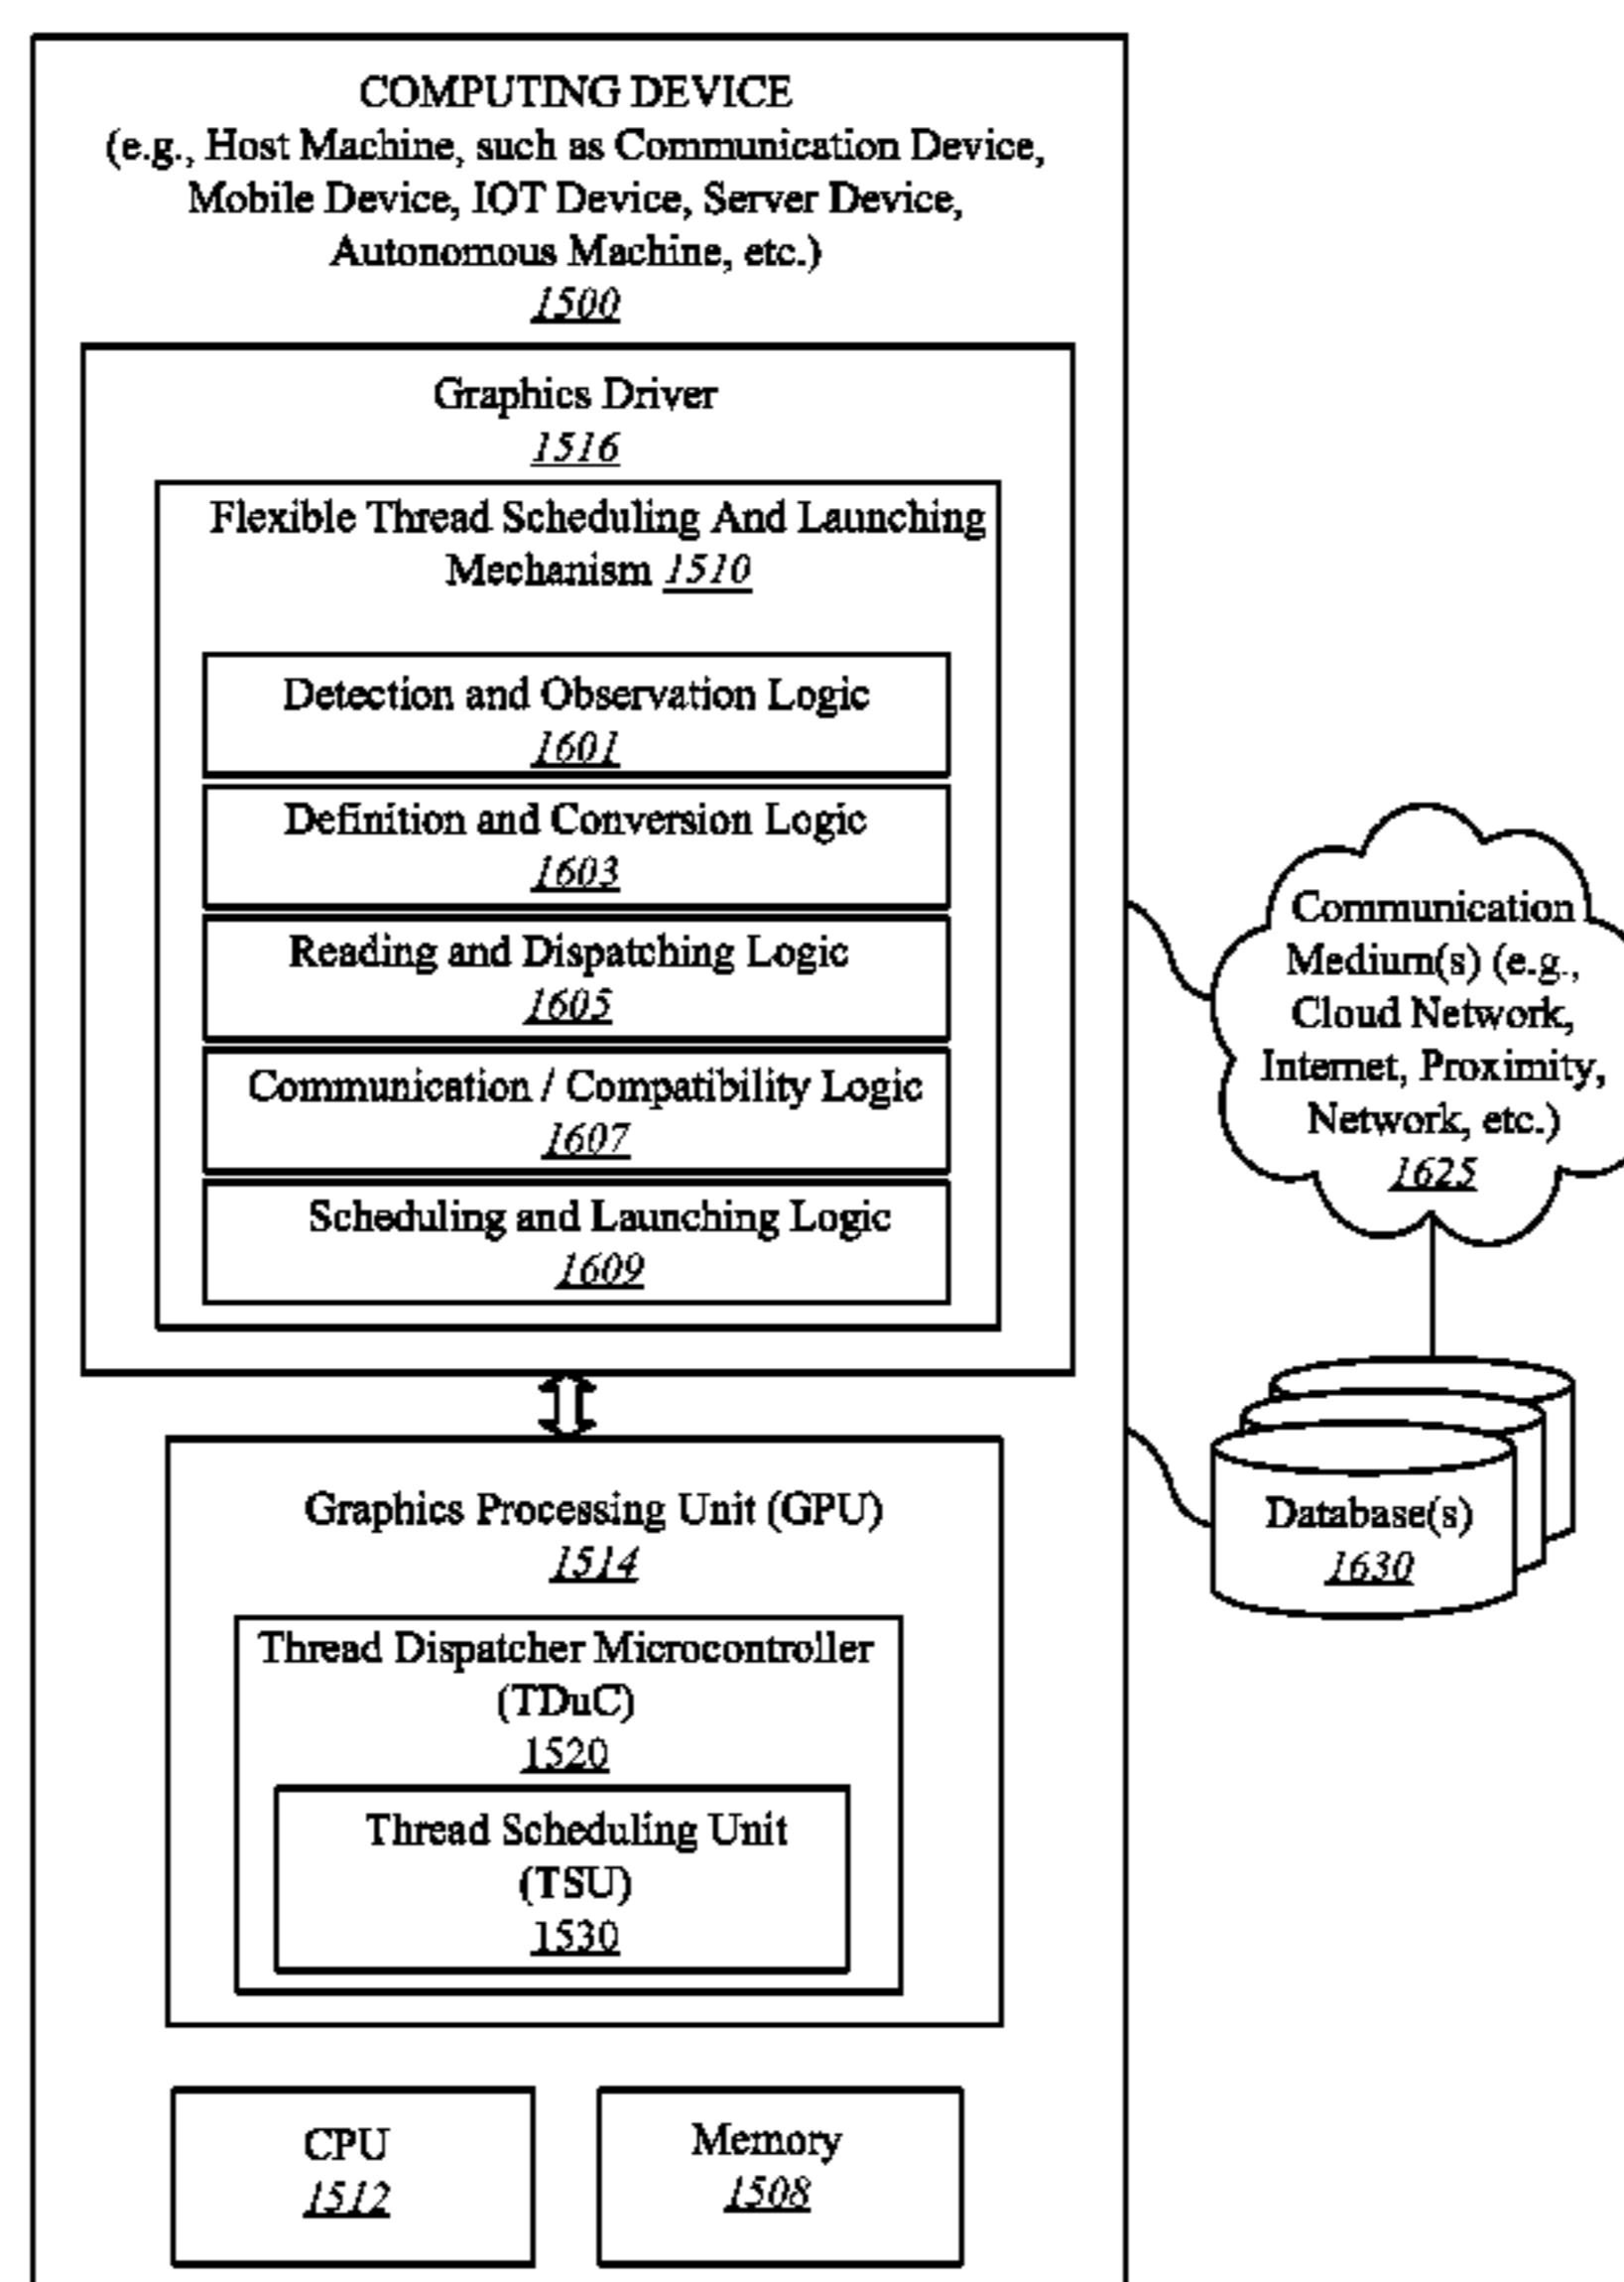 COMPUTING DEVICE
(e.g., Host Machine, such as Communication Device,
Mobile Device, IOT Device, Server Device,
Autonomous Machine, etc.)
1500
Graphics Driver
1516
Flexible Thread Scheduling And Launching
Mechanism 1510
Detection and Observation Logic
1601
Definition and Conversion Logic
1603
Reading and Dispatching Logic
1605
Communication / Compatibility Logic
1607
Scheduling and Launching Logic
1609
Graphics Processing Unit (GPU)
1514
Thread Dispatcher Microcontroller
(TDuC)
1520
Thread Scheduling Unit
(TSU)
1530
CPU
1512
Memory
1508
Communication
Medium(s) (e.g.,
Cloud Network,
Internet, Proximity,
Network, etc.)
1625
Database(s)
1630